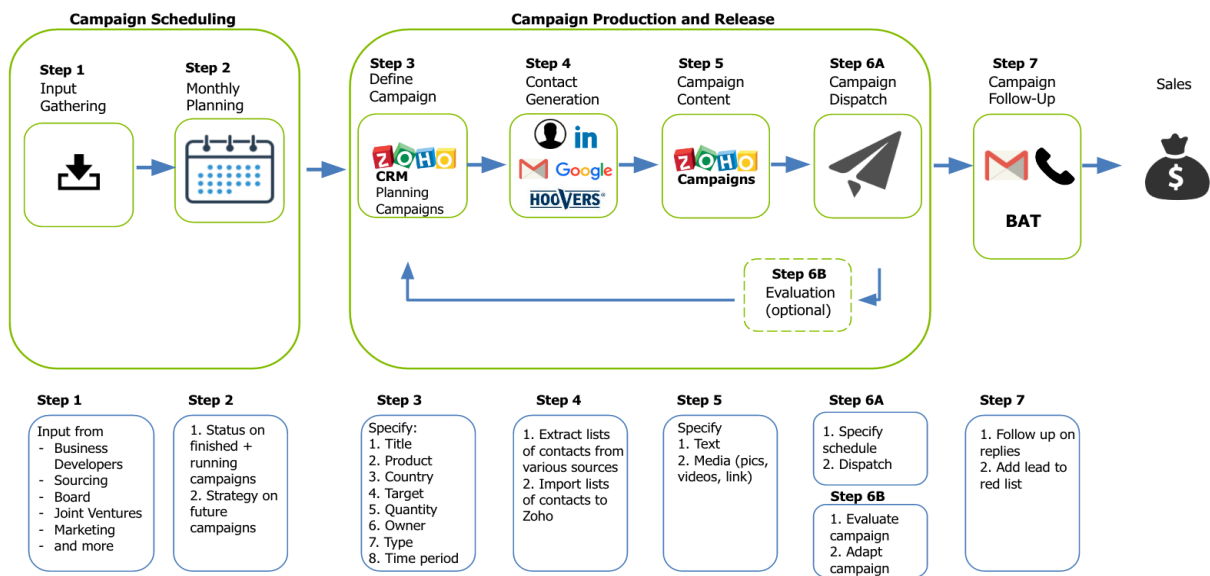 Campaign Scheduling
Campaign Production and Release
Step 1
Input
Gathering
Step 2
Monthly
Planning
Step 3
Define
Campaign
ZOHO
CRM
Planning
Campaigns
Step 4
Contact
Generation
in
Google
HOOVERS®
Step 5
Campaign
Content
ZOHO
Campaigns
Step 6A
Campaign
Dispatch
Step 6B
Evaluation
(optional)
Step 7
Campaign
Follow-Up
BAT
Sales
$
Step 1
Input from
- Business
Developers
- Sourcing
- Board
- Joint Ventures
- Marketing
- and more
Step 2
1. Status on
finished +
running
campaigns
2. Strategy on
future
campaigns
Step 3
Specify:
1. Title
2. Product
3. Country
4. Target
5. Quantity
6. Owner
7. Type
8. Time period
Step 4
1. Extract lists
of contacts from
various sources
2. Import lists
of contacts to
Zoho
Step 5
Specify
1. Text
2. Media (pics,
videos, link)
Step 6A
1. Specify
schedule
2. Dispatch
Step 6B
1. Evaluate
campaign
2. Adapt
campaign
Step 7
1. Follow up on
replies
2. Add lead to
red list